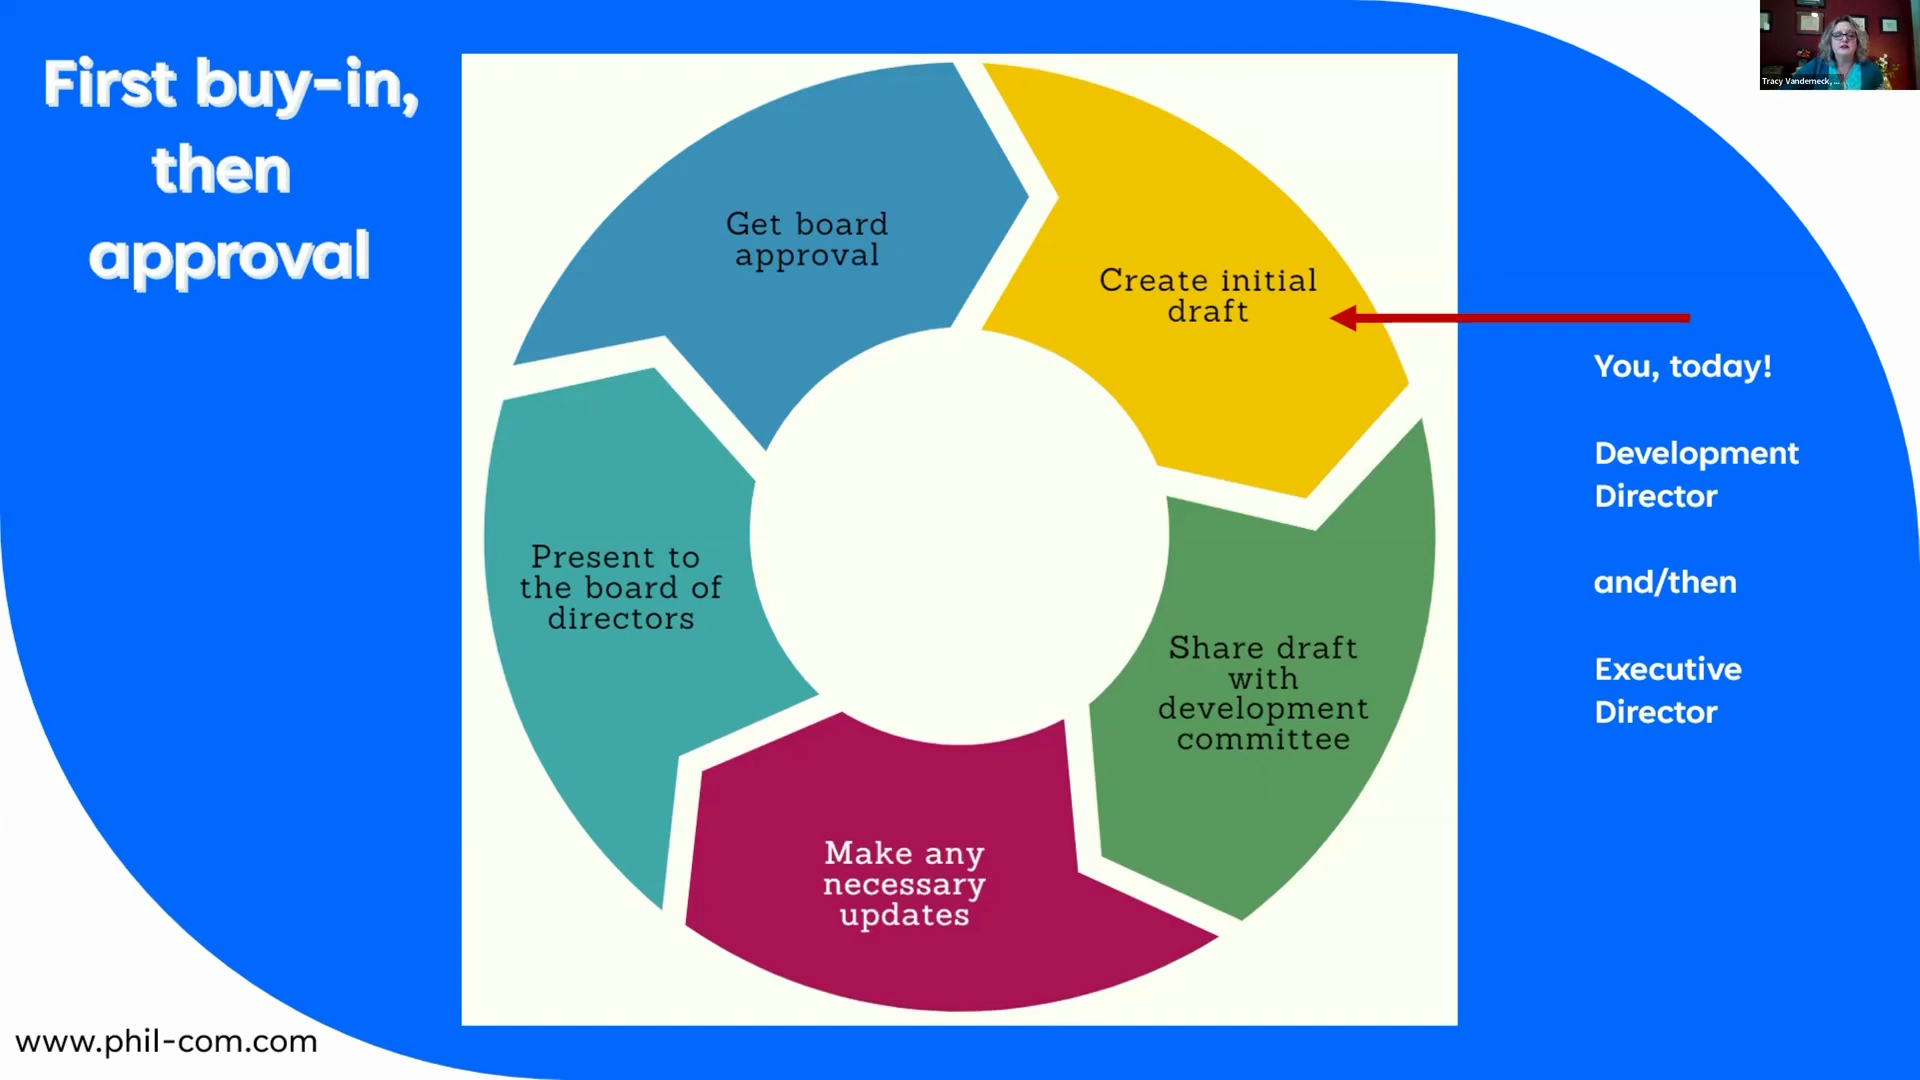 First buy-in,
then
approval
Get board
approval
Create initial
draft
Share draft
with
development
committee
Make any
necessary
updates
Present to
the board of
directors
You, today!
Development
Director
and/then
Executive
Director
Tracy Vanderneck, ...
www.phil-com.com